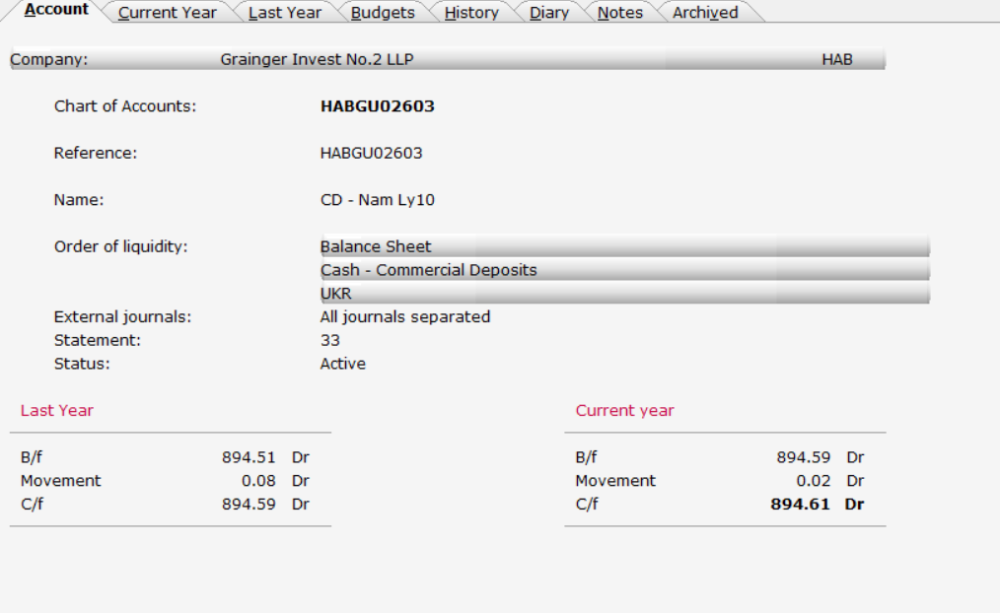 Account Current Year Last Year Budgets History Diary Notes Archived
Company: Grainger Invest No.2 LLP HAB
Chart of Accounts: HABGU02603
Reference: HABGU02603
Name: CD - Nam Ly10
Order of liquidity: Balance Sheet
Cash - Commercial Deposits
UKR
External journals: All journals separated
Statement: 33
Status: Active
Last Year Current year
B/f 894.51 Dr B/f 894.59 Dr
Movement 0.08 Dr Movement 0.02 Dr
C/f 894.59 Dr C/f 894.61 Dr